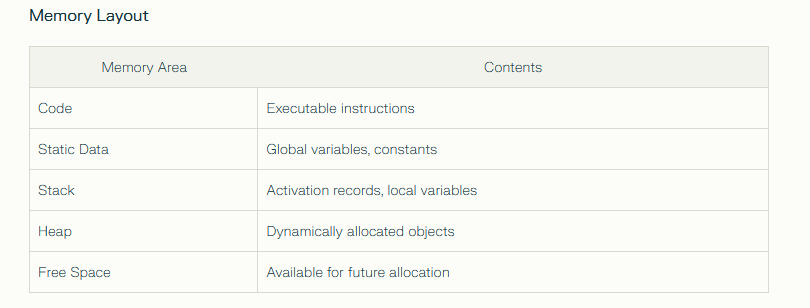 Memory Layout
Memory Area Contents
Code Executable instructions
Static Data Global variables, constants
Stack Activation records, local variables
Heap Dynamically allocated objects
Free Space Available for future allocation